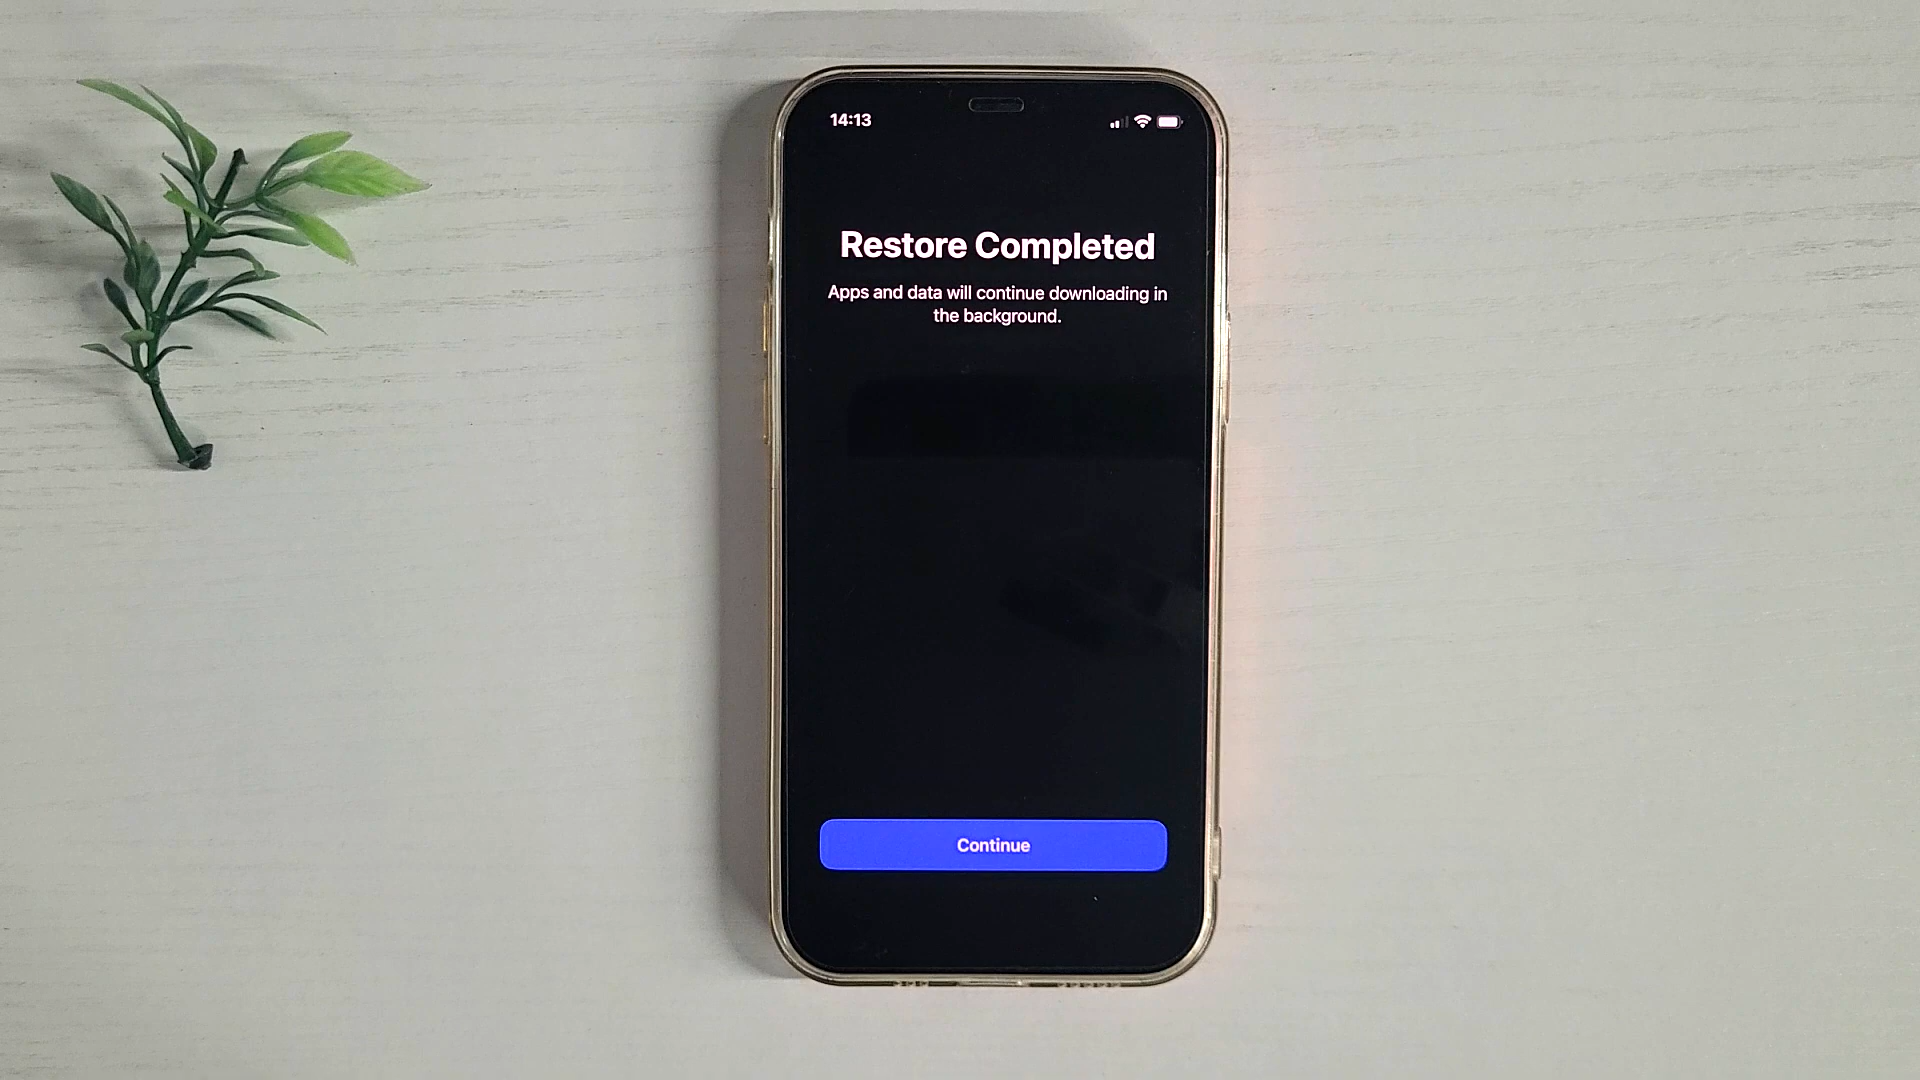 14:13
Restore Completed
Apps and data will continue downloading in
the background.
Continue